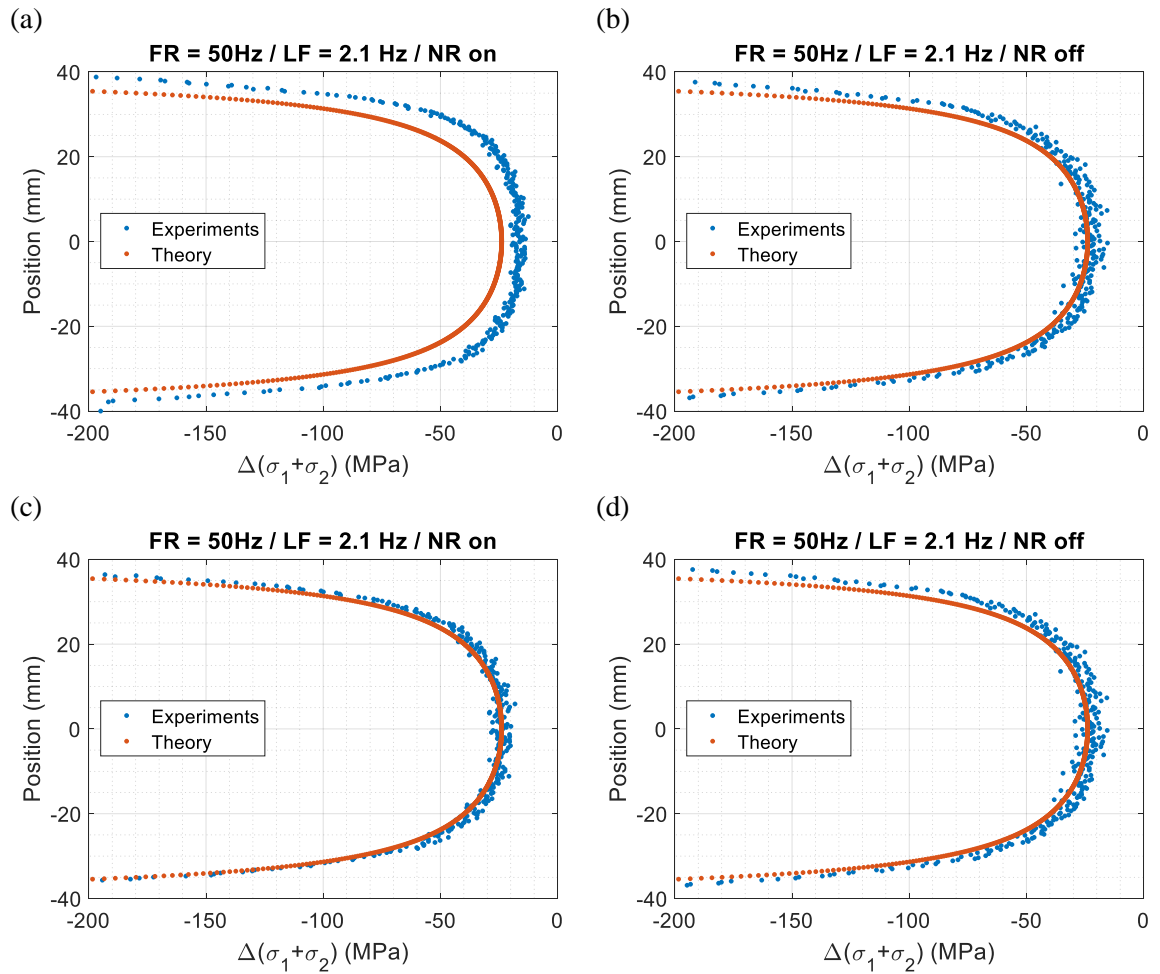 (a)
FR = 50Hz / LF = 2.1 Hz / NR on
40
20
0
-20
-40
Position (mm)
Experiments
Theory
-200 -150 -100 -50 0
Δ(σ1+σ2) (MPa)
(b)
FR = 50Hz / LF = 2.1 Hz / NR off
40
20
0
-20
-40
Position (mm)
Experiments
Theory
-200 -150 -100 -50 0
Δ(σ1+σ2) (MPa)
(c)
FR = 50Hz / LF = 2.1 Hz / NR on
40
20
0
-20
-40
Position (mm)
Experiments
Theory
-200 -150 -100 -50 0
Δ(σ1+σ2) (MPa)
(d)
FR = 50Hz / LF = 2.1 Hz / NR off
40
20
0
-20
-40
Position (mm)
Experiments
Theory
-200 -150 -100 -50 0
Δ(σ1+σ2) (MPa)